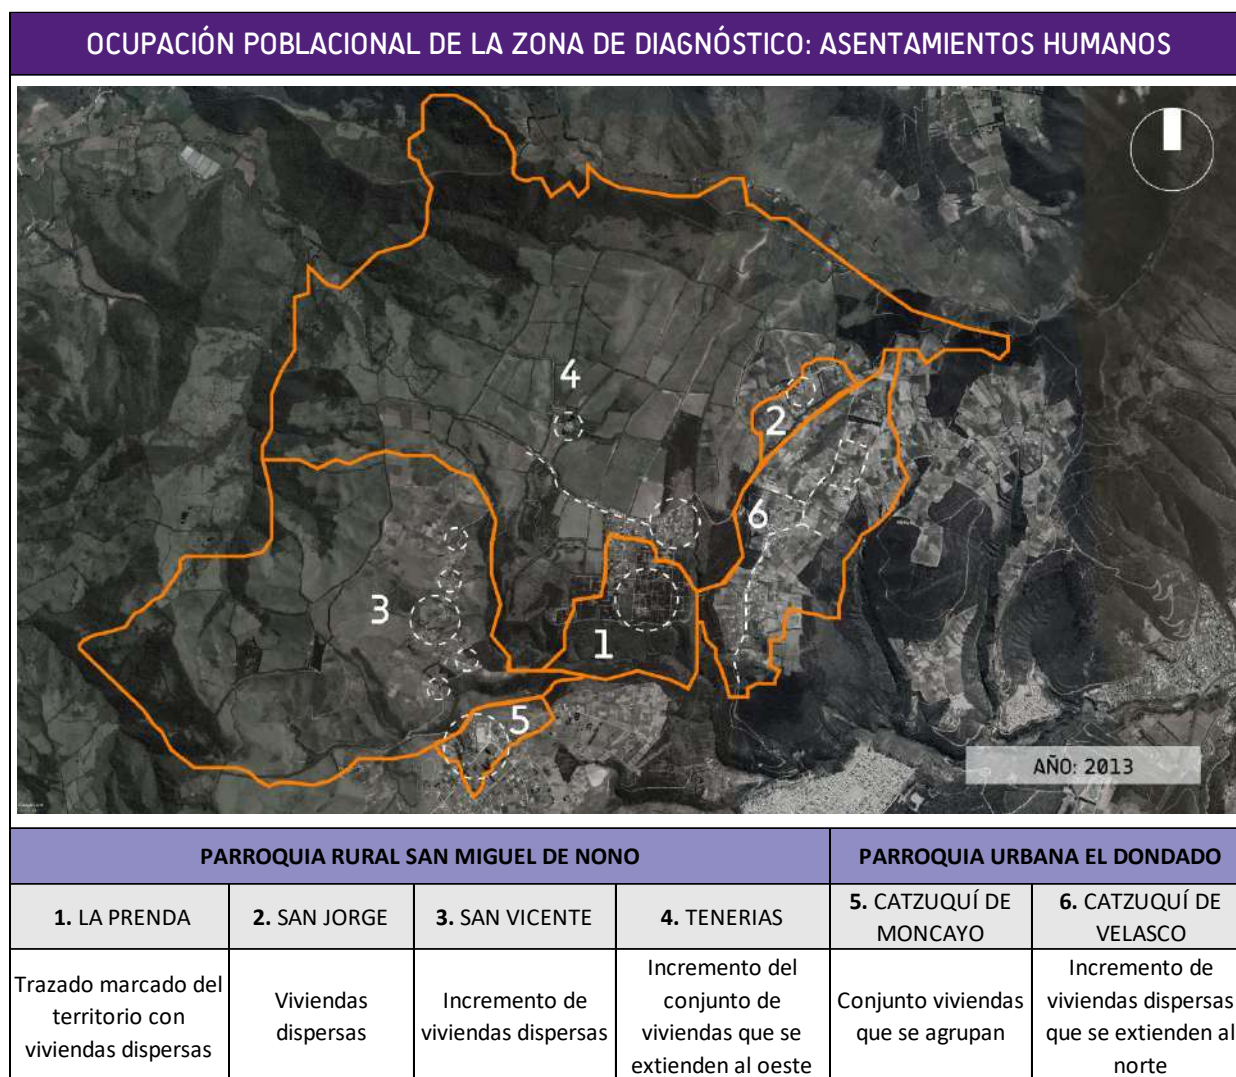 OCUPACIÓN POBLACIONAL DE LA ZONA DE DIAGNÓSTICO: ASENTAMIENTOS HUMANOS
4
2
6
3
1
5
AÑO: 2013
PARROQUIA RURAL SAN MIGUEL DE NONO
PARROQUIA URBANA EL DONDADO
1. LA PRENDA
2. SAN JORGE
3. SAN VICENTE
4. TENERIAS
5. CATZUQUÍ DE
MONCAYO
6. CATZUQUÍ DE
VELASCO
Trazado marcado del
territorio con
viviendas dispersas
Viviendas
dispersas
Incremento de
viviendas dispersas
Incremento del
conjunto de
viviendas que se
extienden al oeste
Conjunto viviendas
que se agrupan
Incremento de
viviendas dispersas
que se extienden al
norte